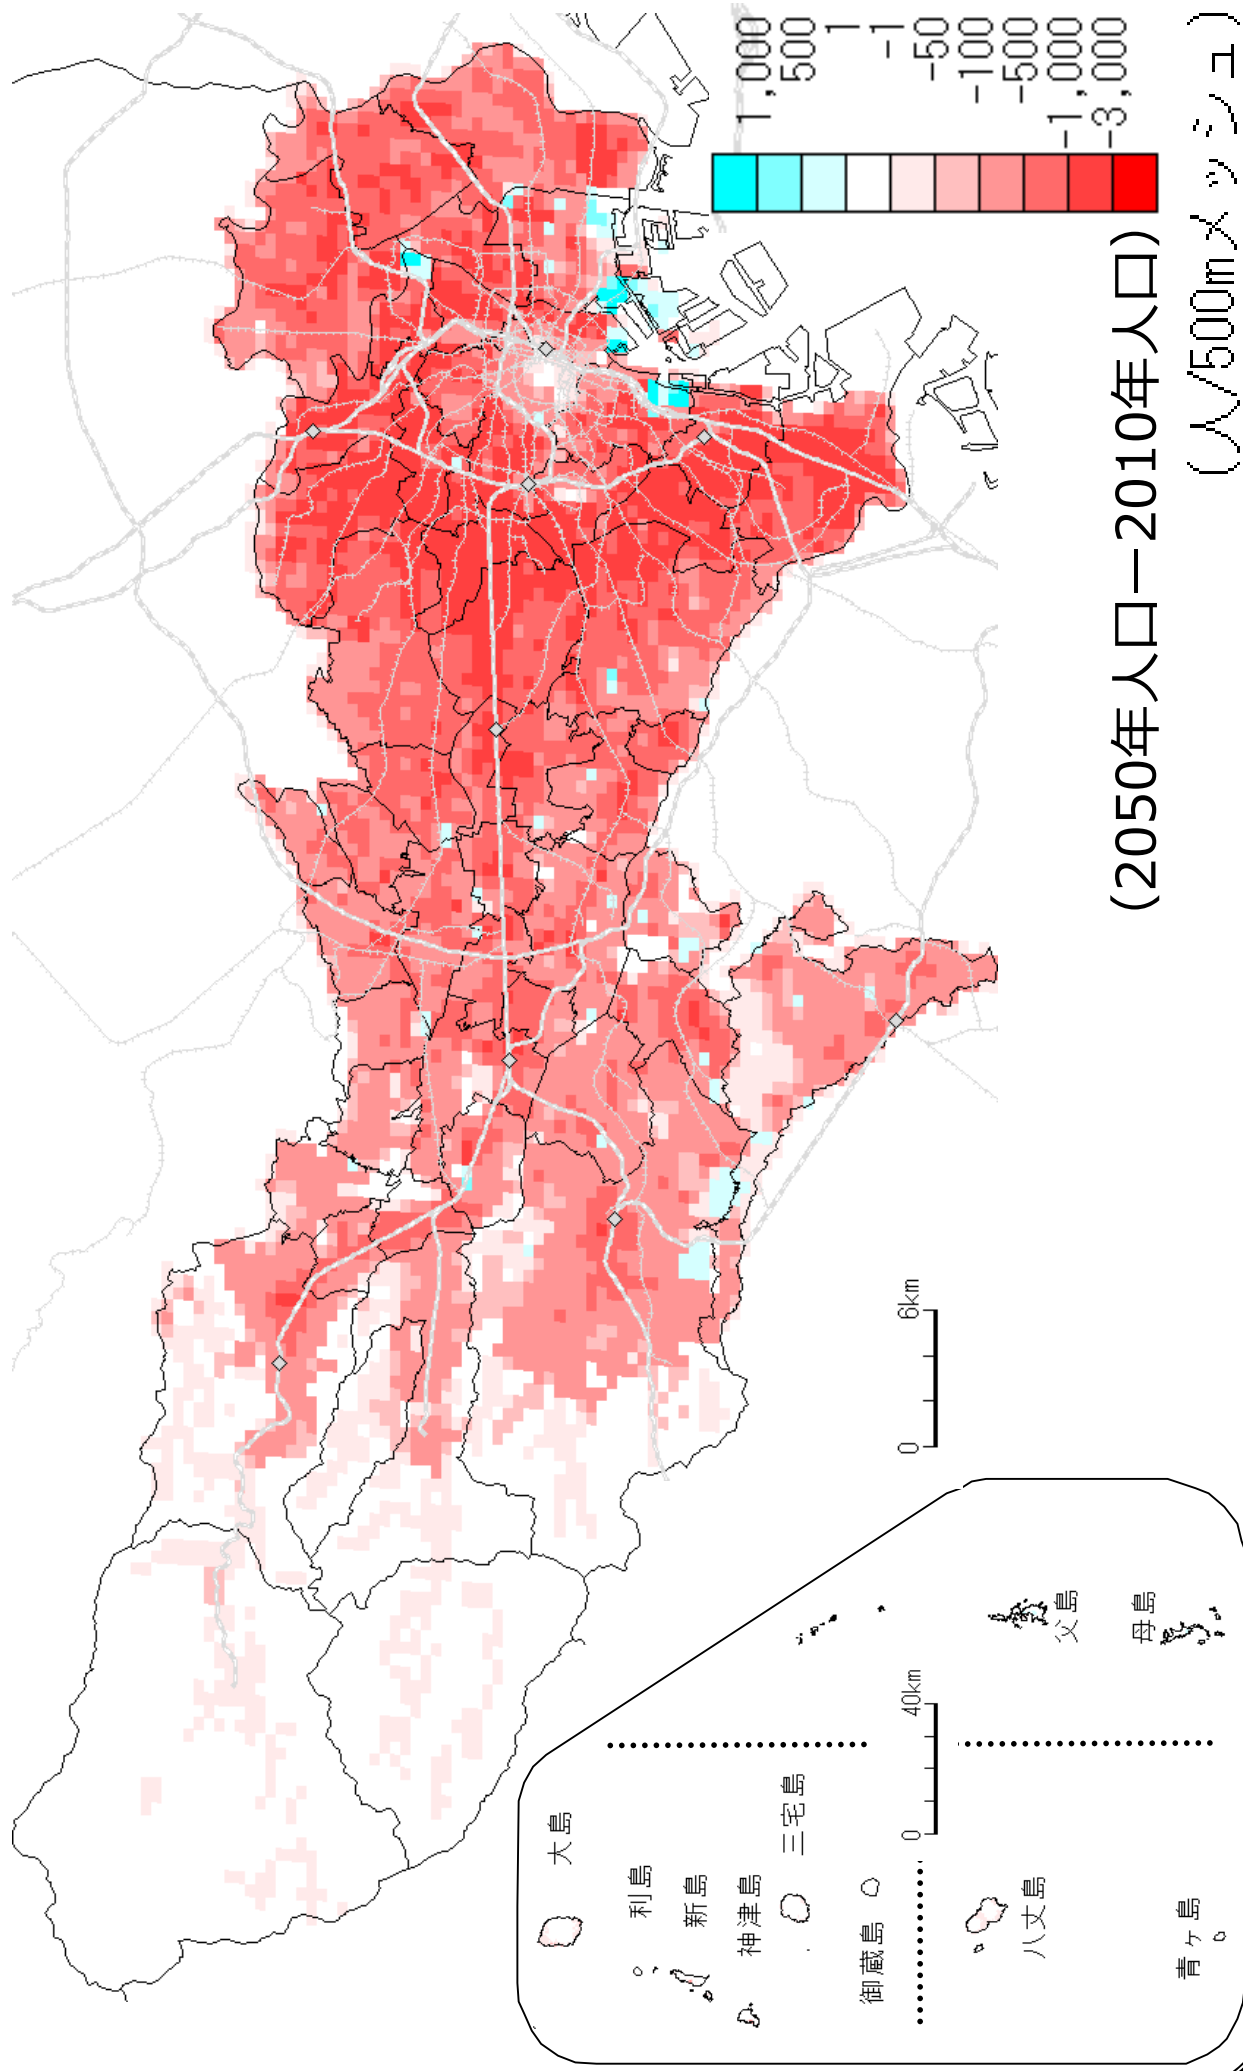 1,000
500
1
-1
-50
-100
-500
-1,000
-3,000
(人/500mメッシュ)
(2050年人口－2010年人口)
0 6km
大島
利島
新島
神津島
三宅島
御蔵島
八丈島
青ヶ島
0 40km
父島
母島